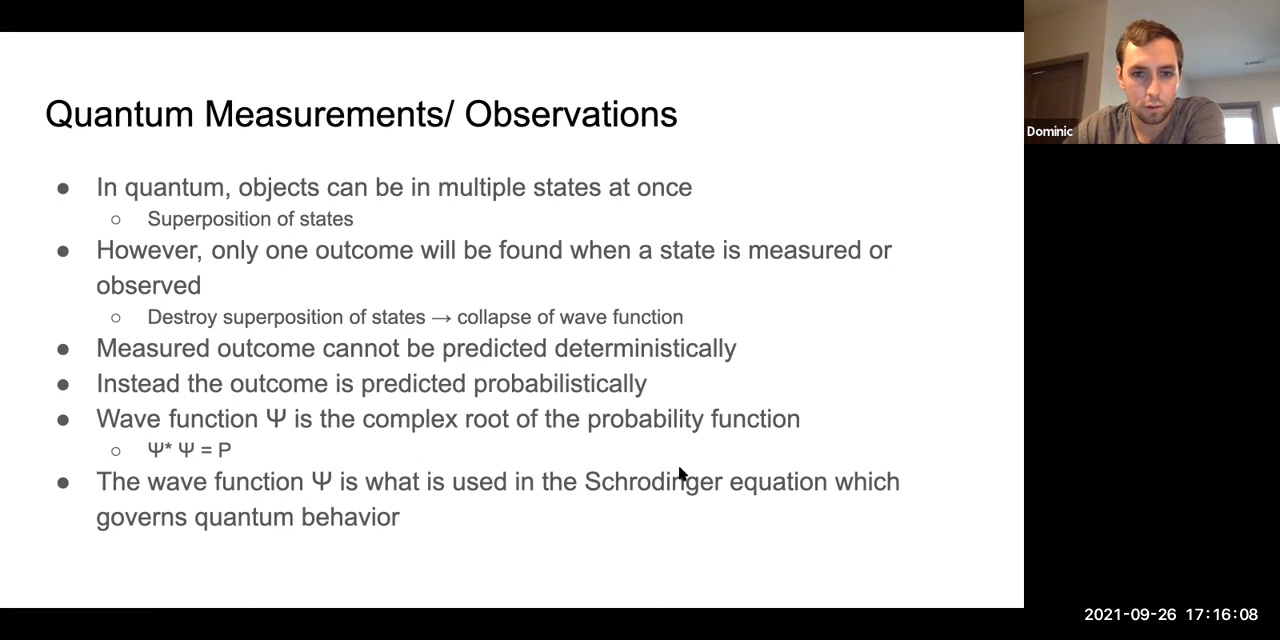 Quantum Measurements/ Observations
● In quantum, objects can be in multiple states at once
○ Superposition of states
● However, only one outcome will be found when a state is measured or
observed
○ Destroy superposition of states → collapse of wave function
● Measured outcome cannot be predicted deterministically
● Instead the outcome is predicted probabilistically
● Wave function Ψ is the complex root of the probability function
○ Ψ* Ψ = P
● The wave function Ψ is what is used in the Schrodinger equation which
governs quantum behavior
Dominic
2021-09-26 17:16:08